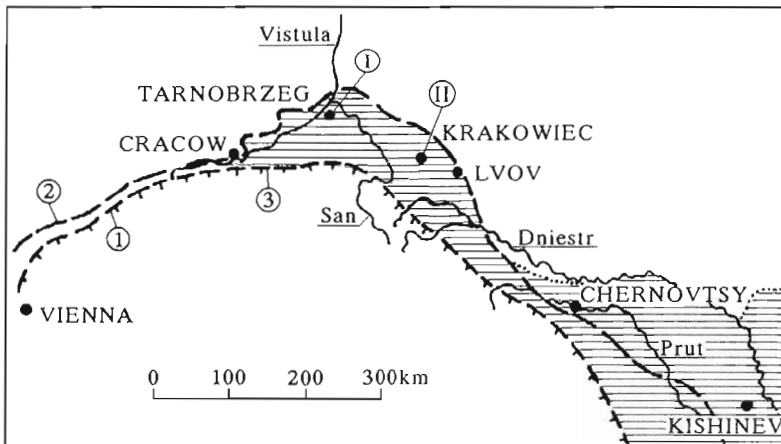 Vistula
I
TARNOBRZEG
II
KRAKOWIEC
CRACOW
LVOV
2
3
1
San
Dniestr
CHERNOVTSY
VIENNA
Prut
0 100 200 300km
KISHINEV